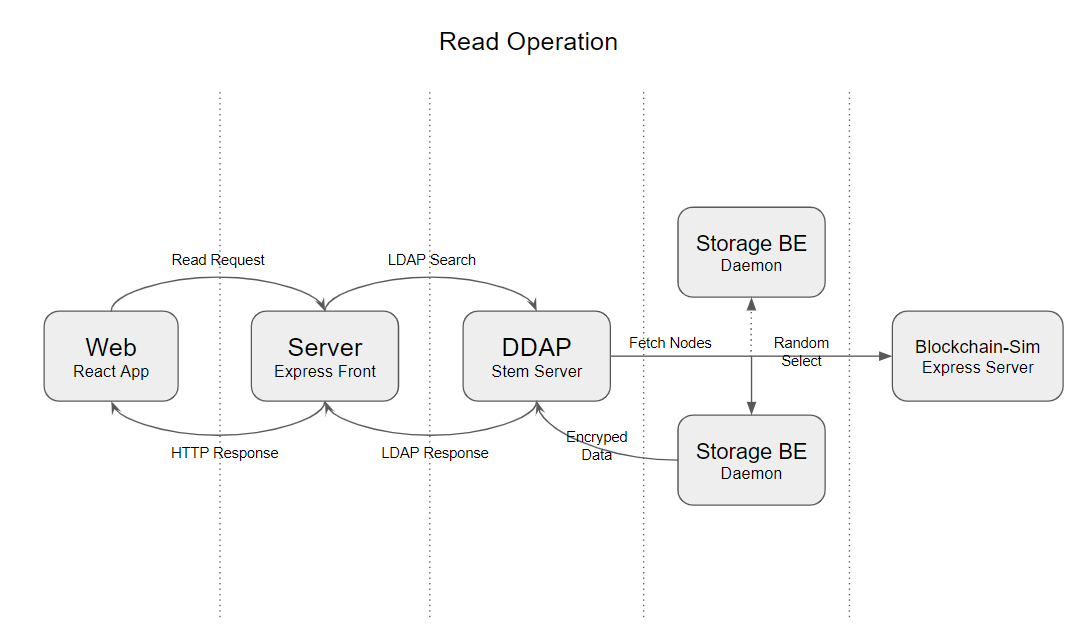 Read Operation
Read Request
LDAP Search
Web
React App
Server
Express Front
DDAP
Stem Server
Storage BE
Daemon
Fetch Nodes
Random
Select
Blockchain-Sim
Express Server
HTTP Response
LDAP Response
Encryped
Data
Storage BE
Daemon